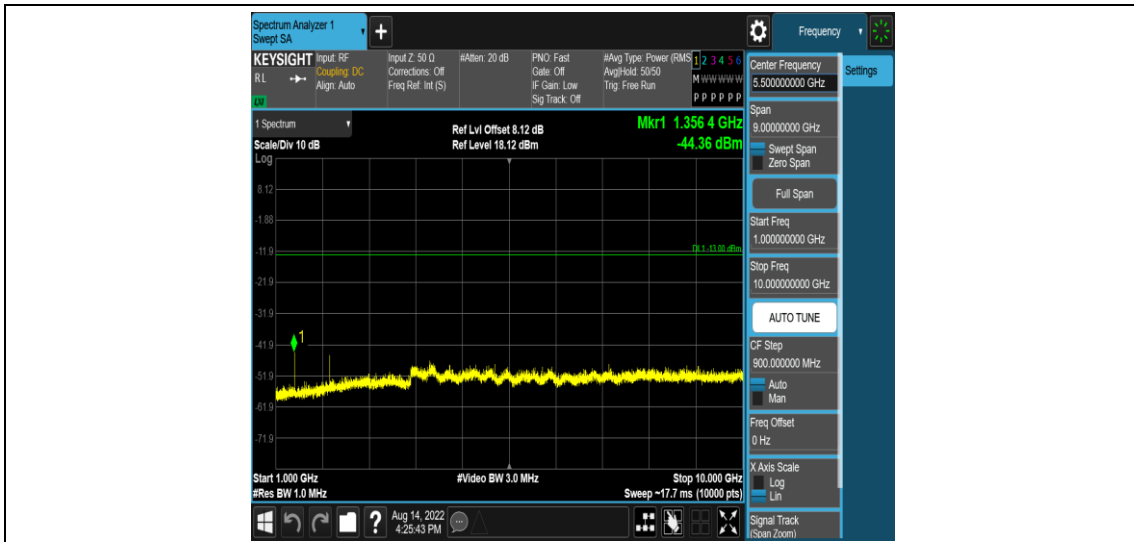 Spectrum Analyzer 1
Swept SA
+
Frequency
KEYSIGHT
RL
LXI
Input: RF
Coupling: DC
Align: Auto
Input Z: 50 Ω
Corrections: Off
Freq Ref: Int (S)
#Atten: 20 dB
PNO: Fast
Gate: Off
IF Gain: Low
Sig Track: Off
#Avg Type: Power (RMS
Avg|Hold: 50/50
Trig: Free Run
1 2 3 4 5 6
M W W W W W
P P P P P P
1 Spectrum
Scale/Div 10 dB
Log
Ref Lvl Offset 8.12 dB
Ref Level 18.12 dBm
Mkr1 1.356 4 GHz
-44.36 dBm
8.12
-1.88
-11.9
-21.9
-31.9
-41.9
-51.9
-61.9
-71.9
DL1 -13.00 dBm
1
Start 1.000 GHz
#Res BW 1.0 MHz
#Video BW 3.0 MHz
Stop 10.000 GHz
Sweep ~17.7 ms (10000 pts)
?
Aug 14, 2022
4:25:43 PM
Center Frequency
5.500000000 GHz
Settings
Span
9.00000000 GHz
Swept Span
Zero Span
Full Span
Start Freq
1.000000000 GHz
Stop Freq
10.000000000 GHz
AUTO TUNE
CF Step
900.000000 MHz
Auto
Man
Freq Offset
0 Hz
X Axis Scale
Log
Lin
Signal Track
(Span Zoom)